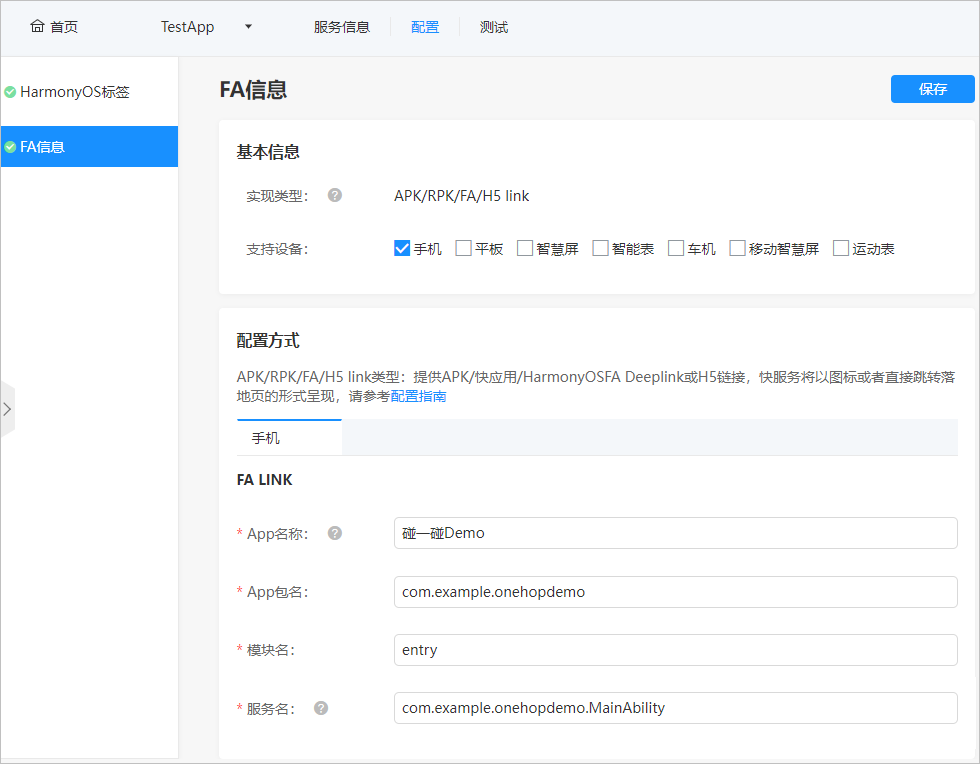 首页 TestApp 服务信息 配置 测试
HarmonyOS标签
FA信息
FA信息 保存
基本信息
实现类型： ? APK/RPK/FA/H5 link
支持设备： 手机 平板 智慧屏 智能表 车机 移动智慧屏 运动表
配置方式
APK/RPK/FA/H5 link类型：提供APK/快应用/HarmonyOSFA Deeplink或H5链接，快服务将以图标或者直接跳转落
地页的形式呈现，请参考配置指南
手机
FA LINK
* App名称： ? 碰一碰Demo
* App包名： com.example.onehopdemo
* 模块名： entry
* 服务名： ? com.example.onehopdemo.MainAbility